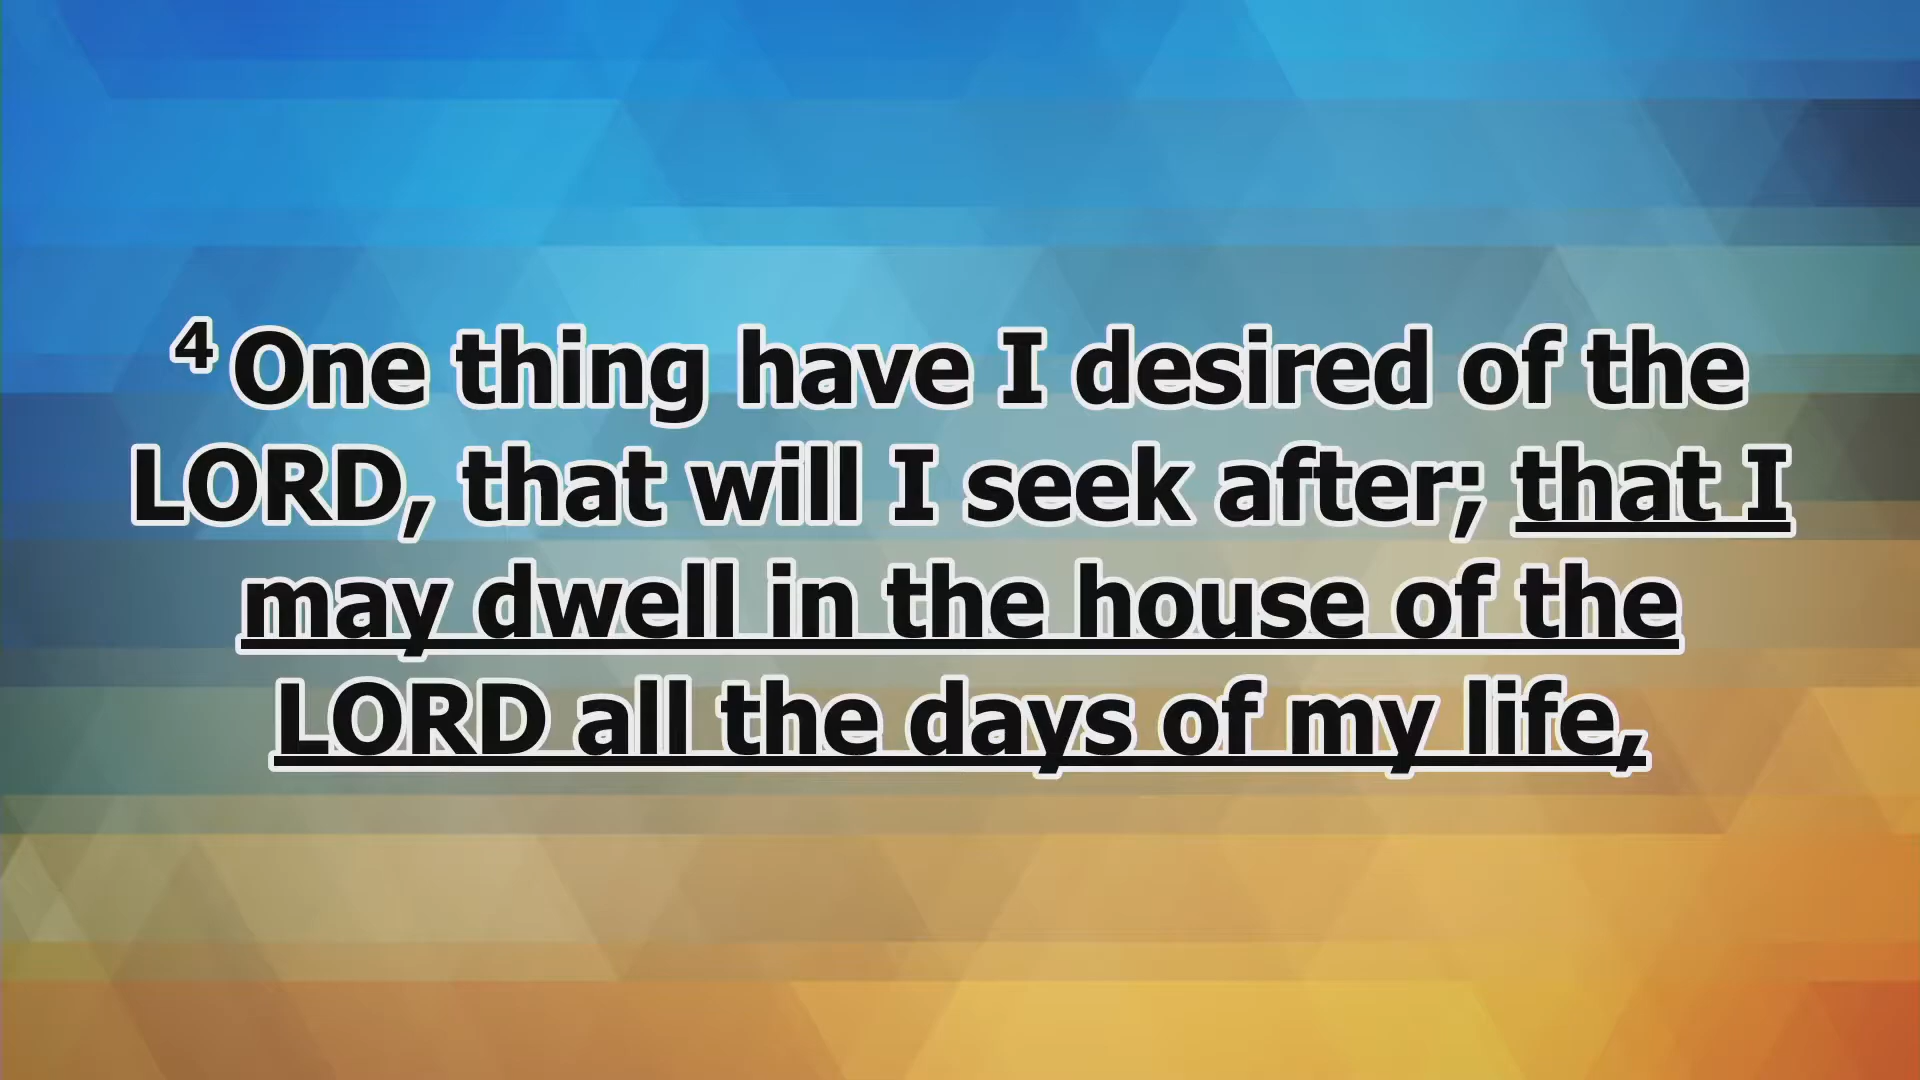 4 One thing have I desired of the
LORD, that will I seek after; that I
may dwell in the house of the
LORD all the days of my life,